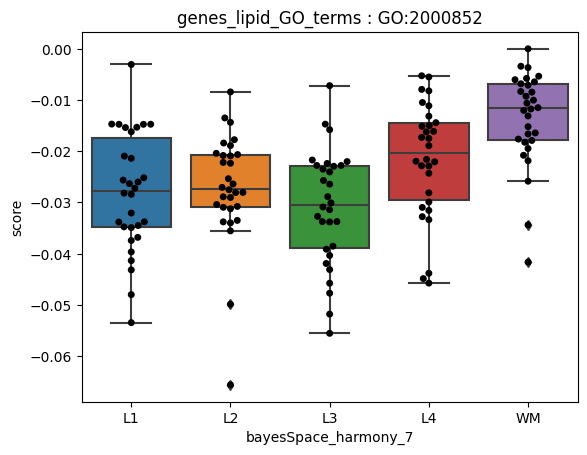 genes_lipid_GO_terms : GO:2000852
0.00
−0.01
−0.02
−0.03
−0.04
−0.05
−0.06
score
L1 L2 L3 L4 WM
bayesSpace_harmony_7